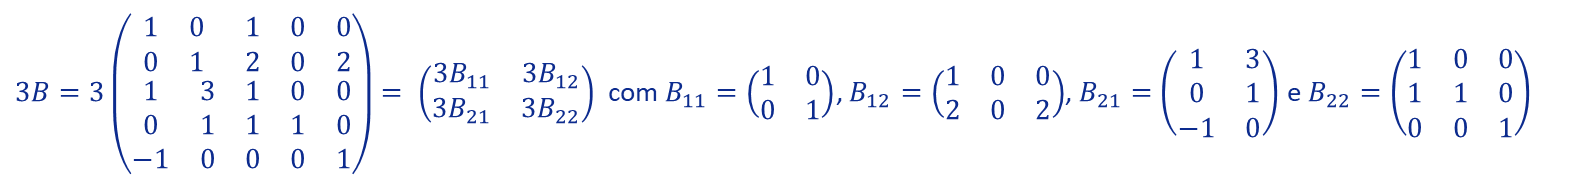 3B = 3 ( 1 0 1 0 0
0 1 2 0 2
1 3 1 0 0
0 1 1 1 0
−1 0 0 0 1 ) = ( 3B₁₁ 3B₁₂
3B₂₁ 3B₂₂ ) com B₁₁ = ( 1 0
0 1 ), B₁₂ = ( 1 0 0
2 0 2 ), B₂₁ = ( 1 3
0 1
−1 0 ) e B₂₂ = ( 1 0 0
1 1 0
0 0 1 )